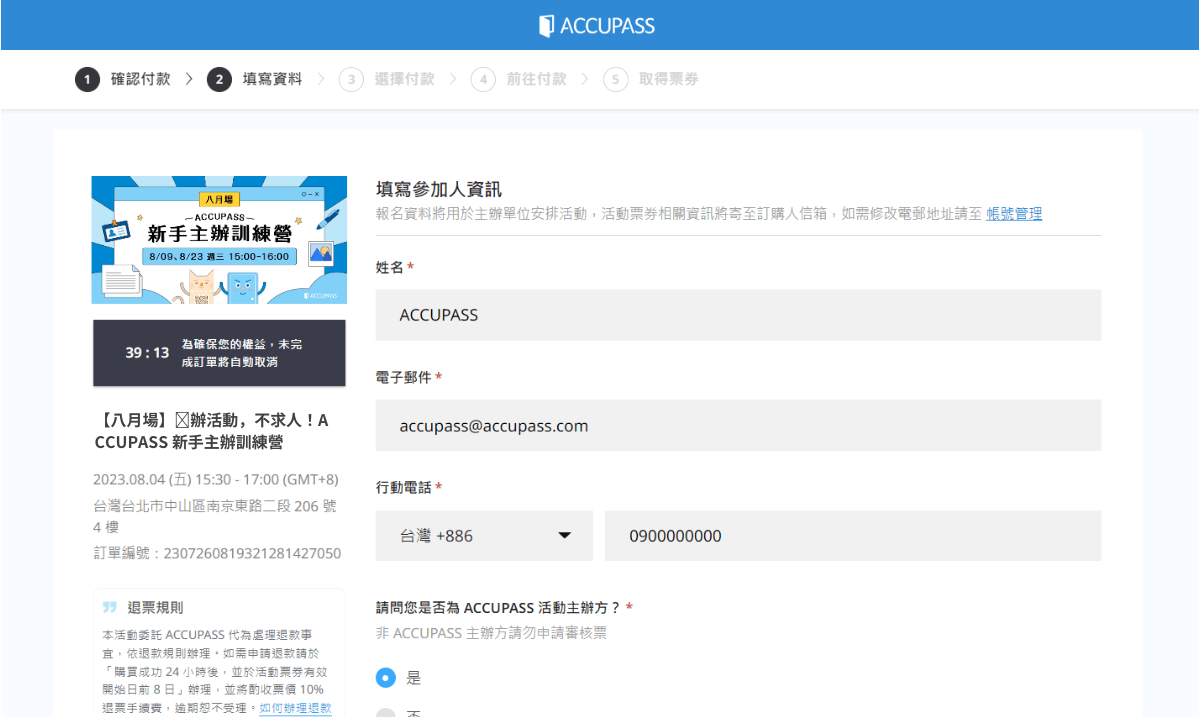 ACCUPASS
1 確認付款 > 2 填寫資料 > 3 選擇付款 > 4 前往付款 > 5 取得票券
八月場
ACCUPASS
新手主辦訓練營
8/09、8/23 週三 15:00-16:00
ACCUPASS
39 : 13
為確保您的權益，未完
成訂單將自動取消
【八月場】辦活動，不求人！A
CCUPASS 新手主辦訓練營
2023.08.04 (五) 15:30 - 17:00 (GMT+8)
台灣台北市中山區南京東路二段 206 號
4 樓
訂單編號：2307260819321281427050
退票規則
本活動委託 ACCUPASS 代為處理退款事
宜，依退款規則辦理。如需申請退款請於
「購買成功 24 小時後，並於活動票券有效
開始日前 8 日」辦理，並將酌收票價 10%
退票手續費，逾期恕不受理。如何辦理退款
填寫參加人資訊
報名資料將用於主辦單位安排活動，活動票券相關資訊將寄至訂購人信箱，如需修改電郵地址請至 帳號管理
姓名 *
ACCUPASS
電子郵件 *
accupass@accupass.com
行動電話 *
台灣 +886
0900000000
請問您是否為 ACCUPASS 活動主辦方？ *
非 ACCUPASS 主辦方請勿申請審核票
是